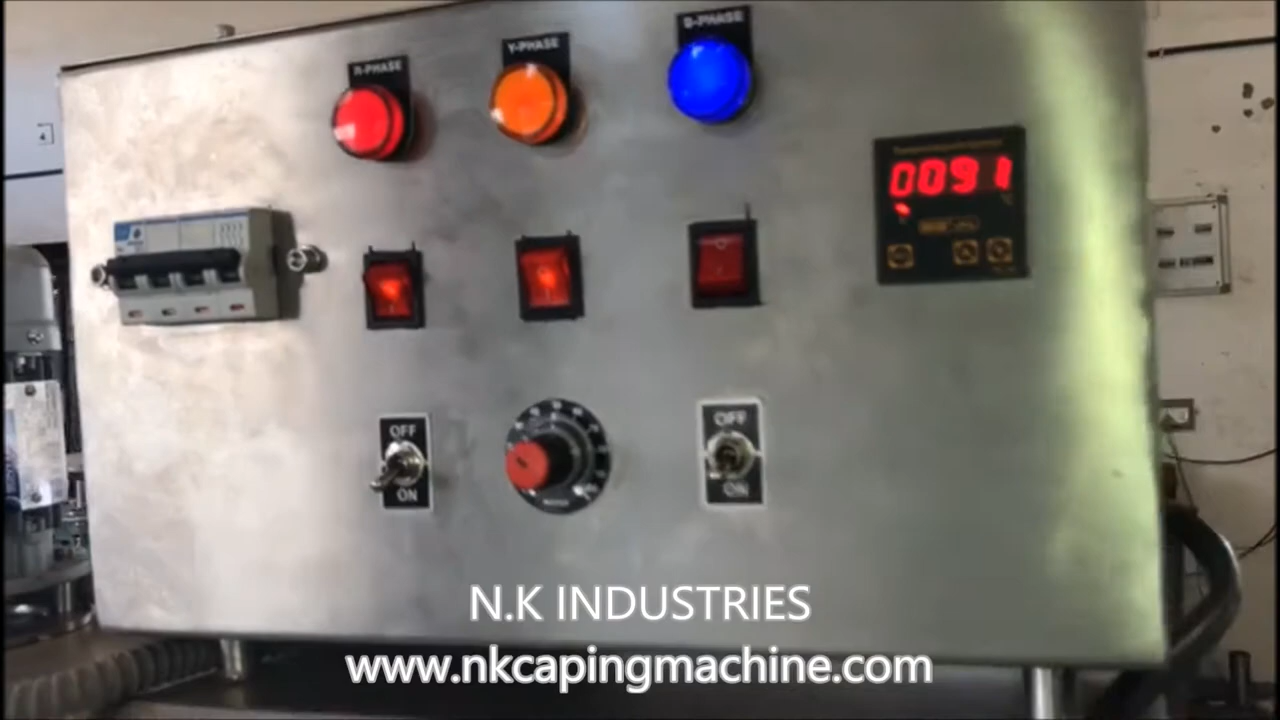 R-PHASE
Y-PHASE
B-PHASE
0091
OFF
ON
OFF
ON
N.K INDUSTRIES
www.nkcapingmachine.com